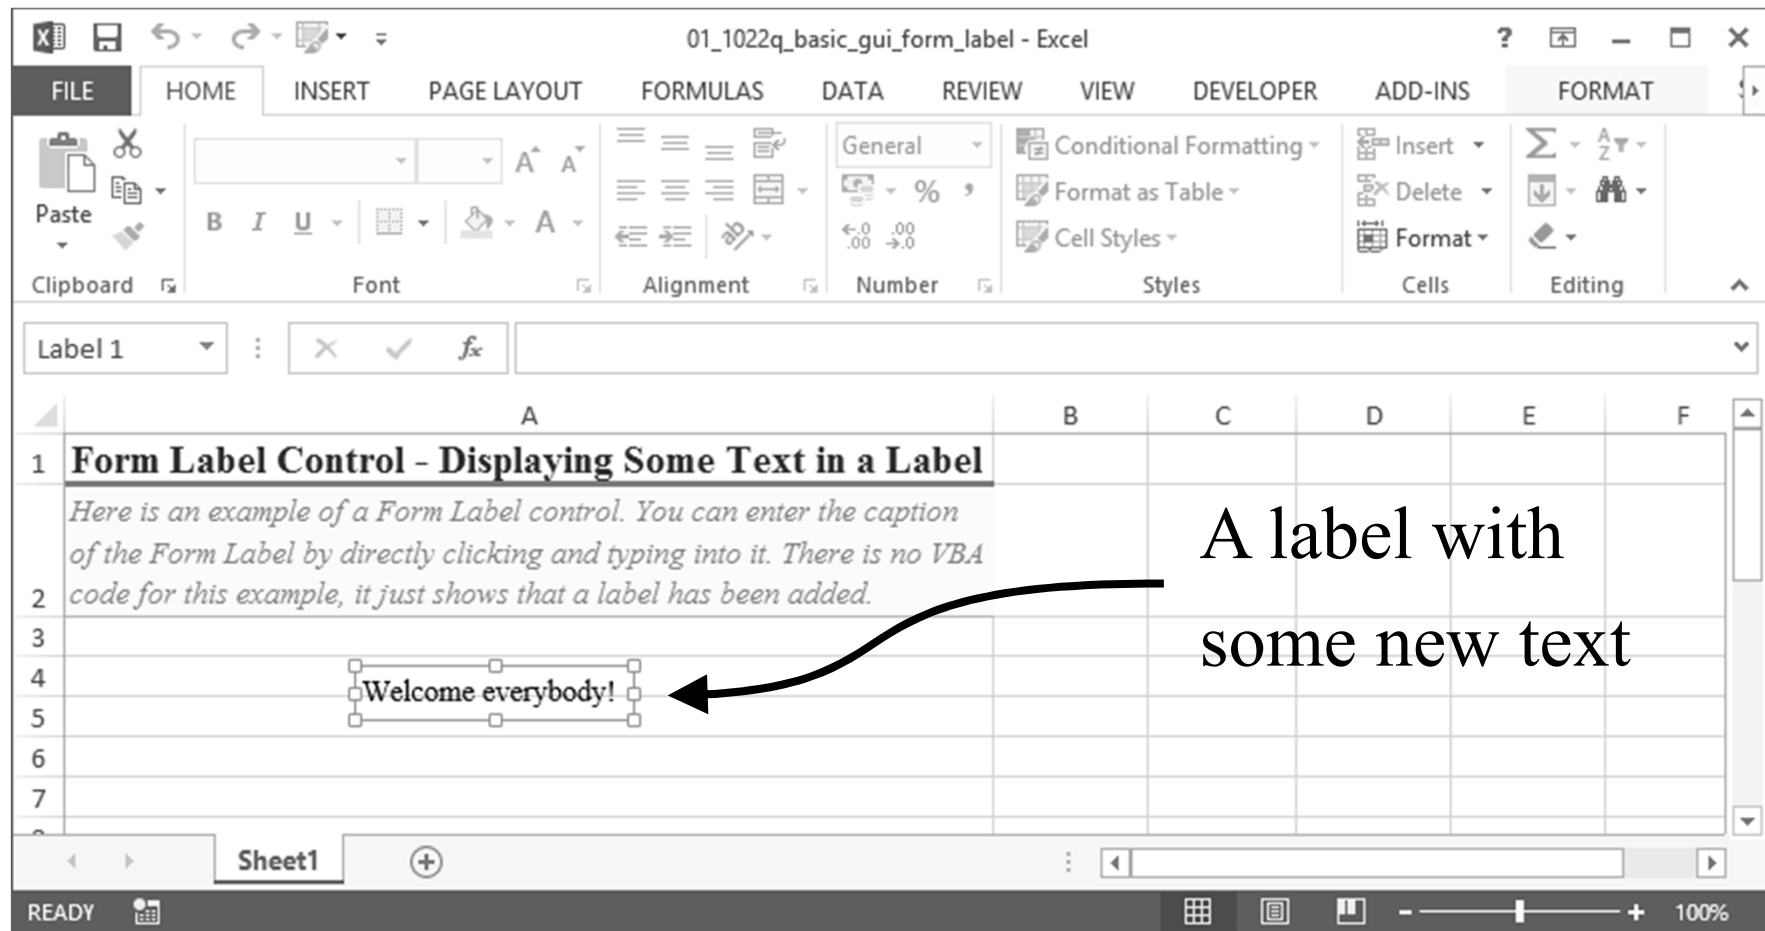 01_1022q_basic_gui_form_label - Excel ?
FILE HOME INSERT PAGE LAYOUT FORMULAS DATA REVIEW VIEW DEVELOPER ADD-INS FORMAT
General Conditional Formatting Insert
Paste % Format as Table Delete
B I U A Cell Styles Format
Clipboard Font Alignment Number Styles Cells Editing
Label 1 fx
A B C D E F
1 Form Label Control - Displaying Some Text in a Label
Here is an example of a Form Label control. You can enter the caption
of the Form Label by directly clicking and typing into it. There is no VBA
2 code for this example, it just shows that a label has been added.
A label with
some new text
3
4
Welcome everybody!
5
6
7
Sheet1
READY 100%